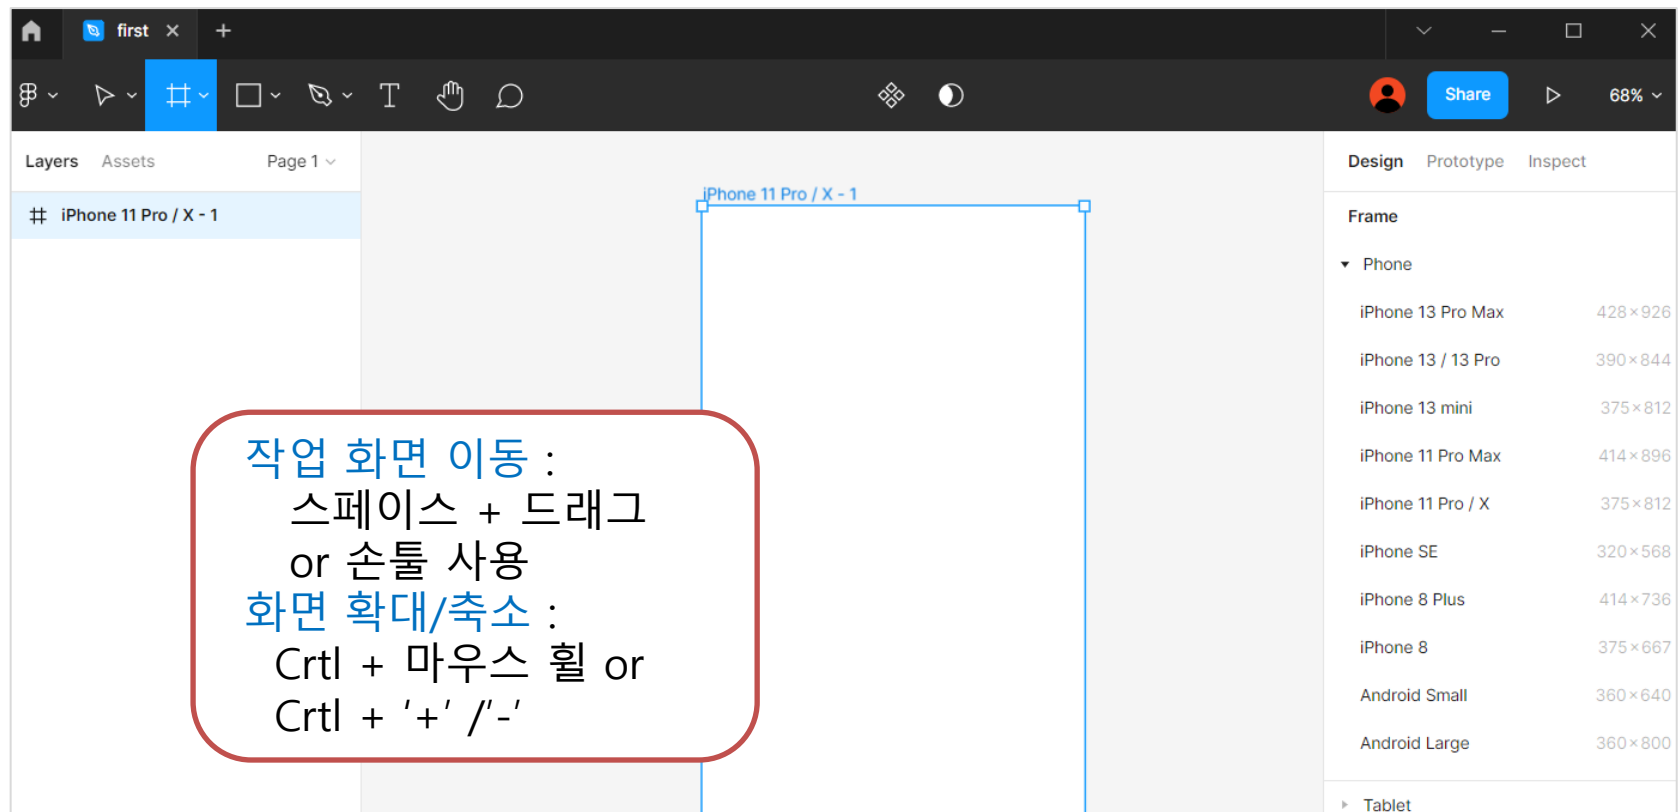 first
Share
68%
Layers Assets Page 1
Design Prototype Inspect
iPhone 11 Pro / X - 1
iPhone 11 Pro / X - 1
Frame
Phone
iPhone 13 Pro Max 428×926
iPhone 13 / 13 Pro 390×844
iPhone 13 mini 375×812
iPhone 11 Pro Max 414×896
iPhone 11 Pro / X 375×812
iPhone SE 320×568
iPhone 8 Plus 414×736
iPhone 8 375×667
Android Small 360×640
Android Large 360×800
Tablet
작업 화면 이동 :
스페이스 + 드래그
or 손툴 사용
화면 확대/축소 :
Crtl + 마우스 휠 or
Crtl + ‘+’ /’-’